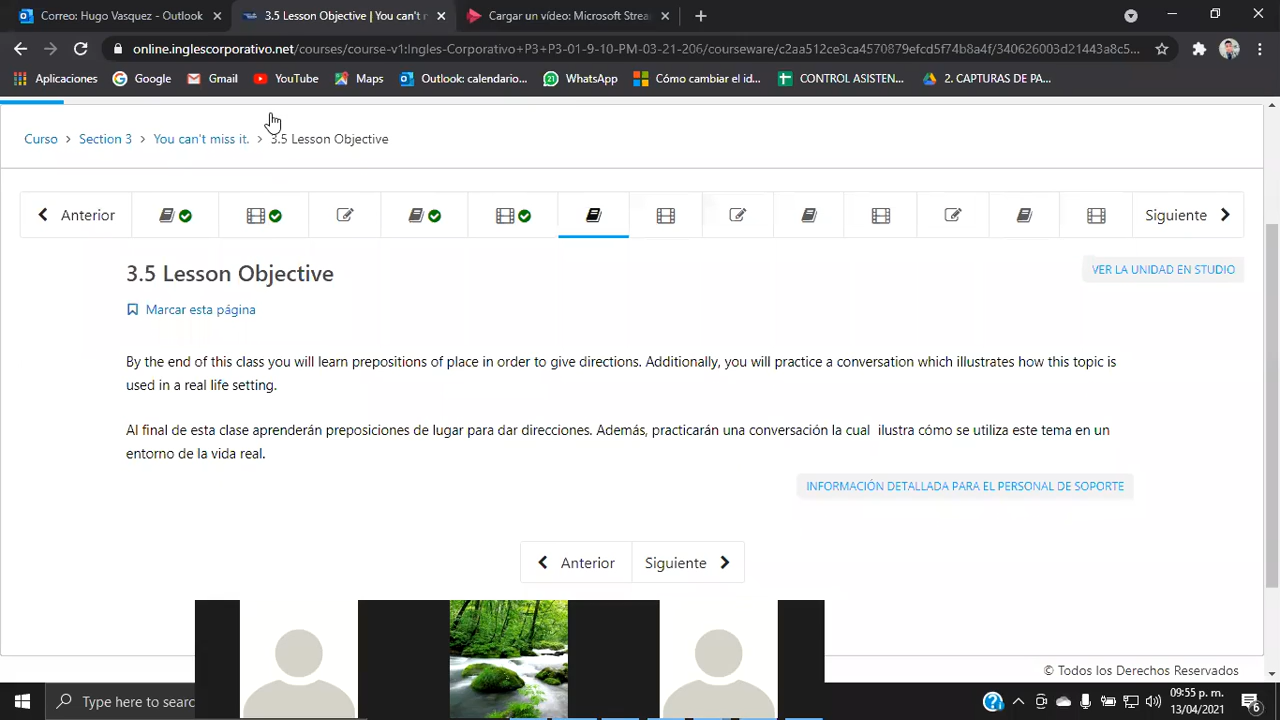 Correo: Hugo Vasquez - Outlook
3.5 Lesson Objective | You can't m
Cargar un vídeo: Microsoft Strea
online.inglescorporativo.net/courses/course-v1:Ingles-Corporativo+P3+P3-01-9-10-PM-03-21-206/courseware/c2aa512ce3ca4570879efcd5f74b8a4f/340626003d21443a8c5...
Aplicaciones Google Gmail YouTube Maps Outlook: calendario... WhatsApp Cómo cambiar el id... CONTROL ASISTEN... 2. CAPTURAS DE PA...
Curso > Section 3 > You can't miss it. > 3.5 Lesson Objective
Anterior
Siguiente
3.5 Lesson Objective
VER LA UNIDAD EN STUDIO
Marcar esta página
By the end of this class you will learn prepositions of place in order to give directions. Additionally, you will practice a conversation which illustrates how this topic is
used in a real life setting.
Al final de esta clase aprenderán preposiciones de lugar para dar direcciones. Además, practicarán una conversación la cual ilustra cómo se utiliza este tema en un
entorno de la vida real.
INFORMACIÓN DETALLADA PARA EL PERSONAL DE SOPORTE
Anterior Siguiente
© Todos los Derechos Reservados
Type here to searc
09:55 p. m.
13/04/2021
6